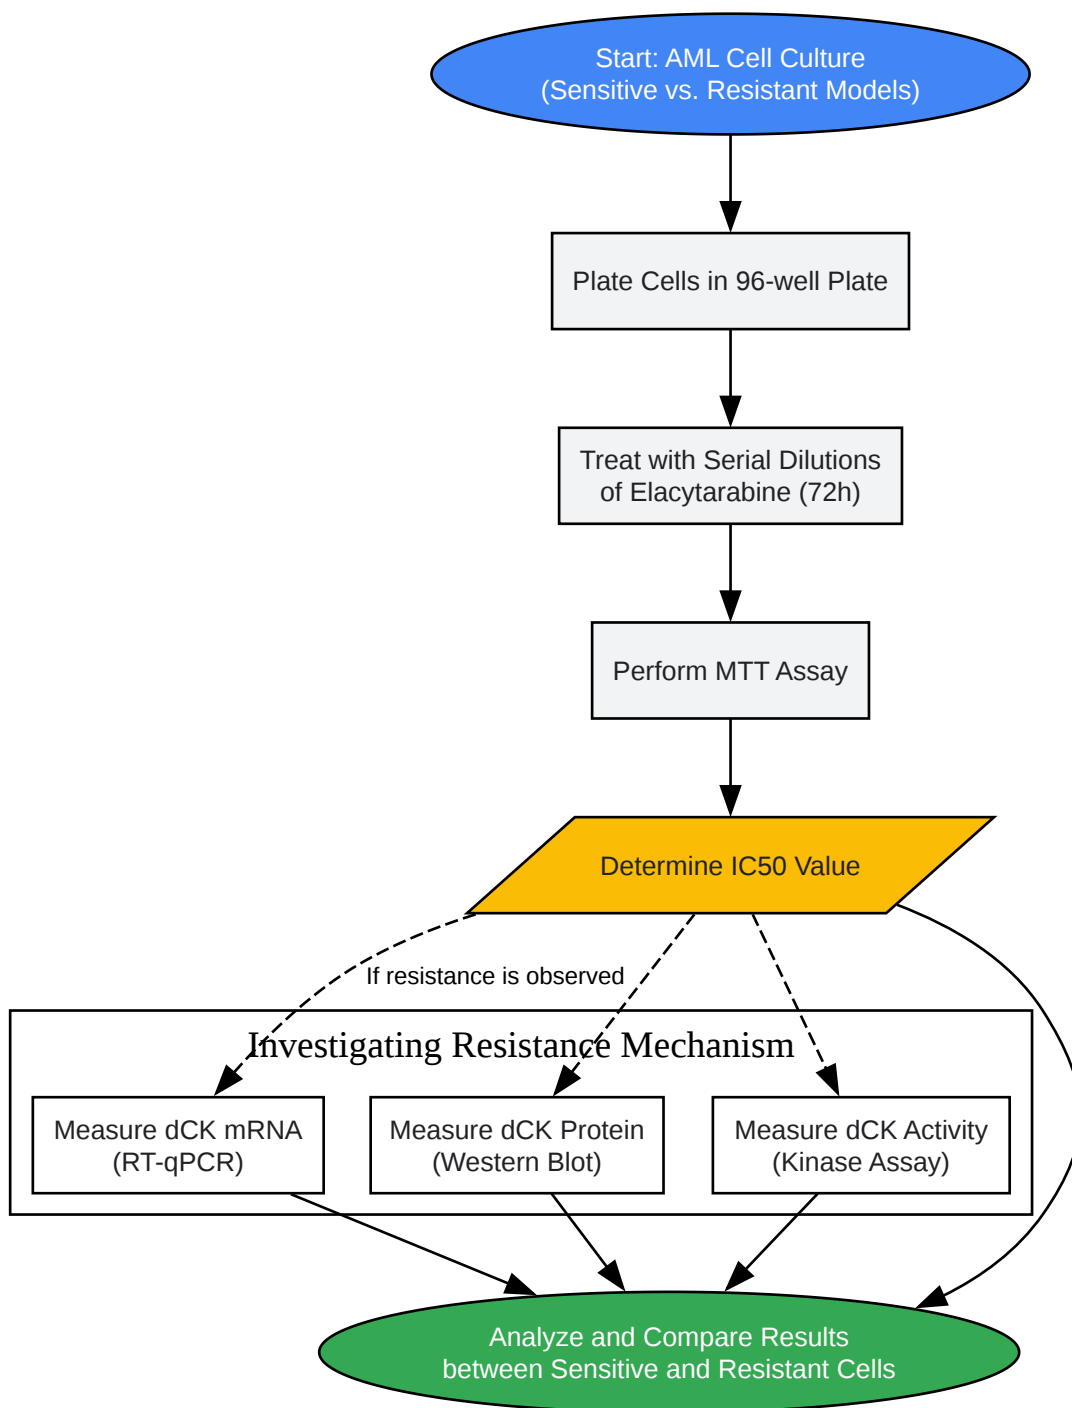 Start: AML Cell Culture
(Sensitive vs. Resistant Models)
Plate Cells in 96-well Plate
Treat with Serial Dilutions
of Elacytarabine (72h)
Perform MTT Assay
Determine IC50 Value
If resistance is observed
Investigating Resistance Mechanism
Measure dCK mRNA
(RT-qPCR)
Measure dCK Protein
(Western Blot)
Measure dCK Activity
(Kinase Assay)
Analyze and Compare Results
between Sensitive and Resistant Cells